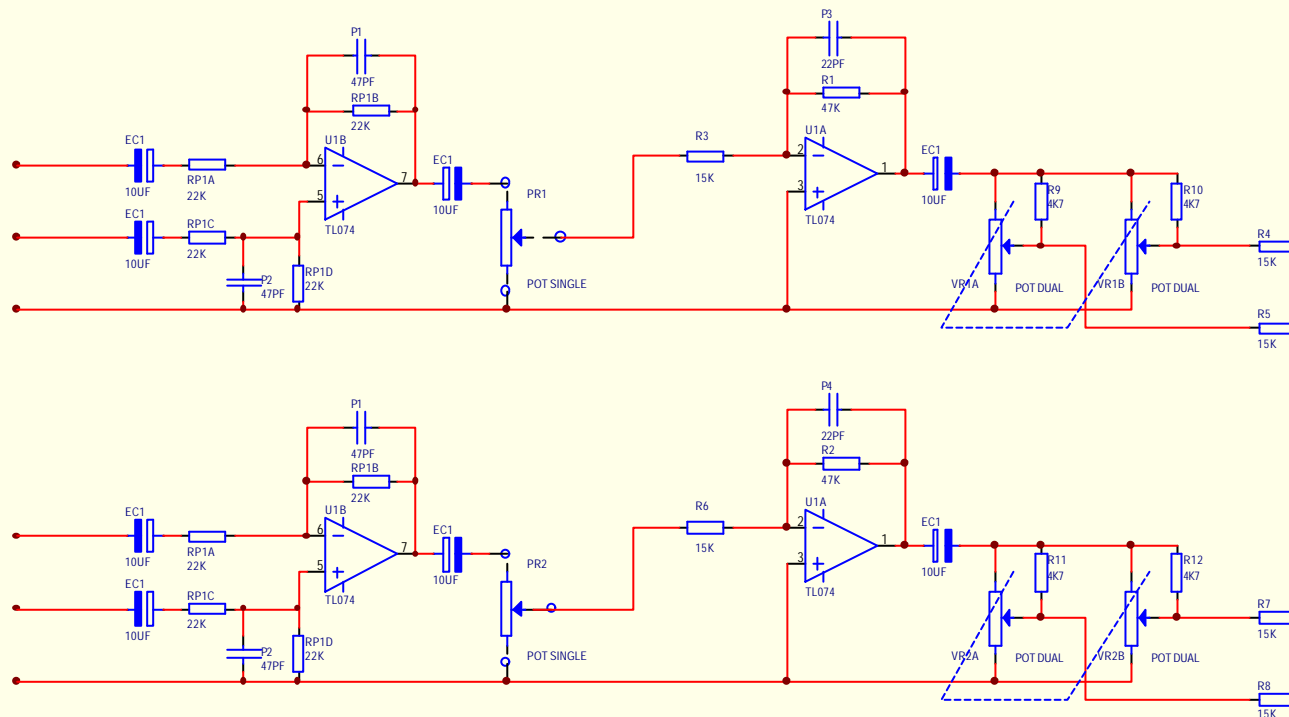 P3
P1
22PF
47PF
R1
RP1B
47K
22K
EC1
U1B
R3
U1A
EC1
EC1
6
7
2
1
10UF
RP1A
22K
5
PR1
15K
3
10UF
R9
4K7
R10
4K7
EC1
RP1C
TL074
10UF
TL074
R4
10UF
22K
15K
P2
47PF
RP1D
22K
POT SINGLE
VR1A
POT DUAL
VR1B
POT DUAL
R5
15K
P4
P1
22PF
47PF
R2
RP1B
47K
22K
EC1
U1B
R6
U1A
EC1
EC1
6
7
2
1
10UF
RP1A
22K
5
PR2
15K
3
10UF
R11
4K7
R12
4K7
EC1
RP1C
TL074
10UF
TL074
R7
10UF
22K
15K
P2
47PF
RP1D
22K
POT SINGLE
VR2A
POT DUAL
VR2B
POT DUAL
R8
15K